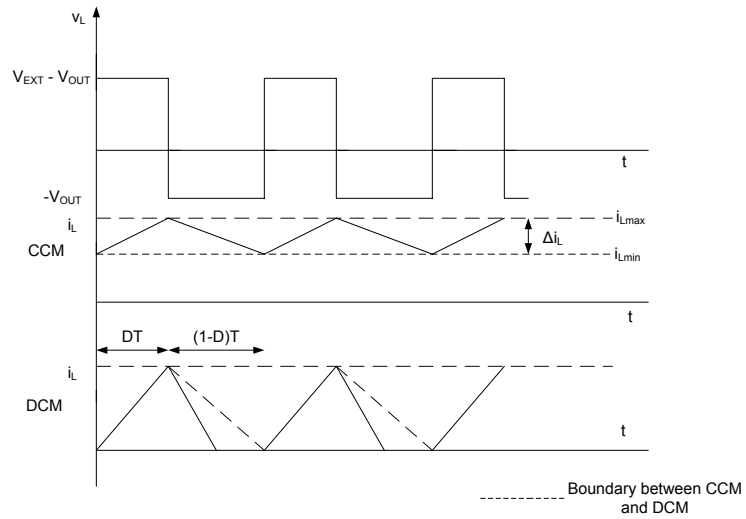 vL
VEXT - VOUT
t
-VOUT
iL
iLmax
CCM
ΔiL
iLmin
t
DT
(1-D)T
iL
DCM
t
Boundary between CCM
and DCM